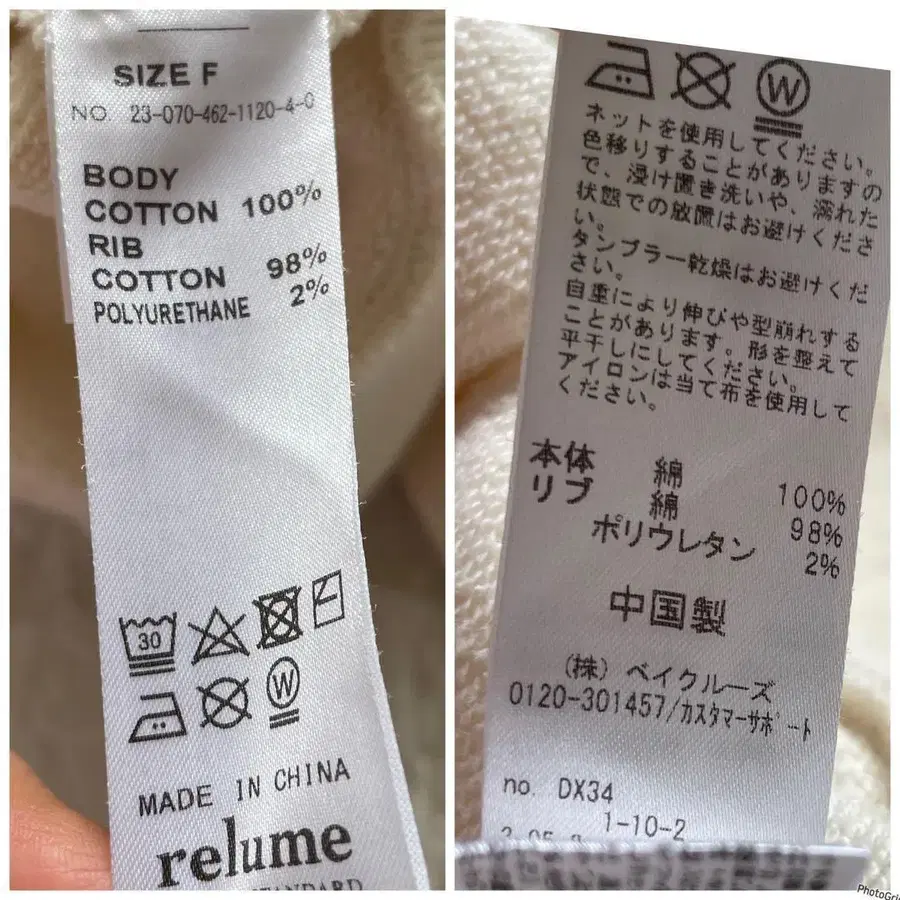 SIZE F
NO. 23-070-462-1120-4-0
BODY
COTTON 100%
RIB
COTTON 98%
POLYURETHANE 2%
30
W
MADE IN CHINA
relume
STANDARD
W
ネットを使用してください。
色移りすることがありますの
で、浸け置き洗いや、濡れた
状態での放置はお避けくださ
い。
タンブラー乾燥はお避けくだ
さい。
自重により伸びや型崩れする
ことがあります。形を整えて
平干しにしてください。
アイロンは当て布を使用して
ください。
本体 綿 100%
リブ 綿 98%
ポリウレタン 2%
中国製
(株) ベイクルーズ
0120-301457/カスタマーサポート
no. DX34
1-10-2
PhotoGri